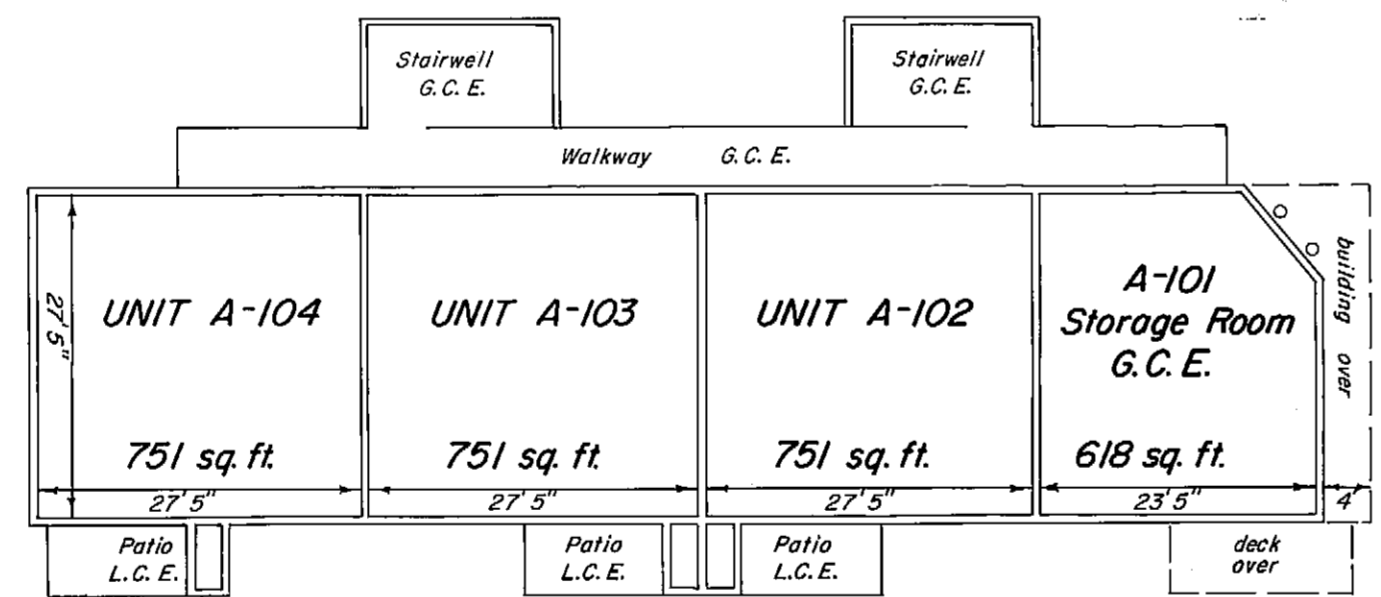 Stairwell
G.C.E.
Stairwell
G.C.E.
Walkway G.C.E.
27'5"
UNIT A-104
UNIT A-103
UNIT A-102
A-101
Storage Room
G.C.E.
building over
751 sq. ft.
751 sq. ft.
751 sq. ft.
618 sq. ft.
27'5"
27'5"
27'5"
23'5"
4'
Patio
L.C.E.
Patio
L.C.E.
Patio
L.C.E.
deck
over